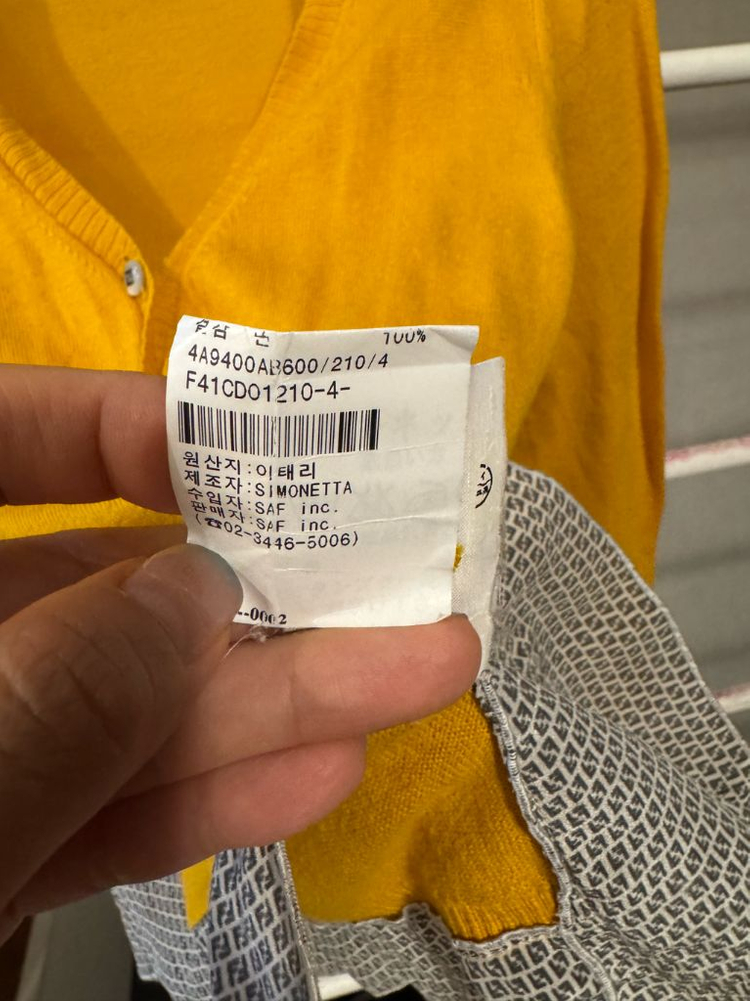 100%
4A9400AB600/210/4
F41CD01210-4-
원산지:이태리
제조자:SIMONETTA
수입자:SAF inc.
판매자:SAF inc.
(☎02-3446-5006)
-0002